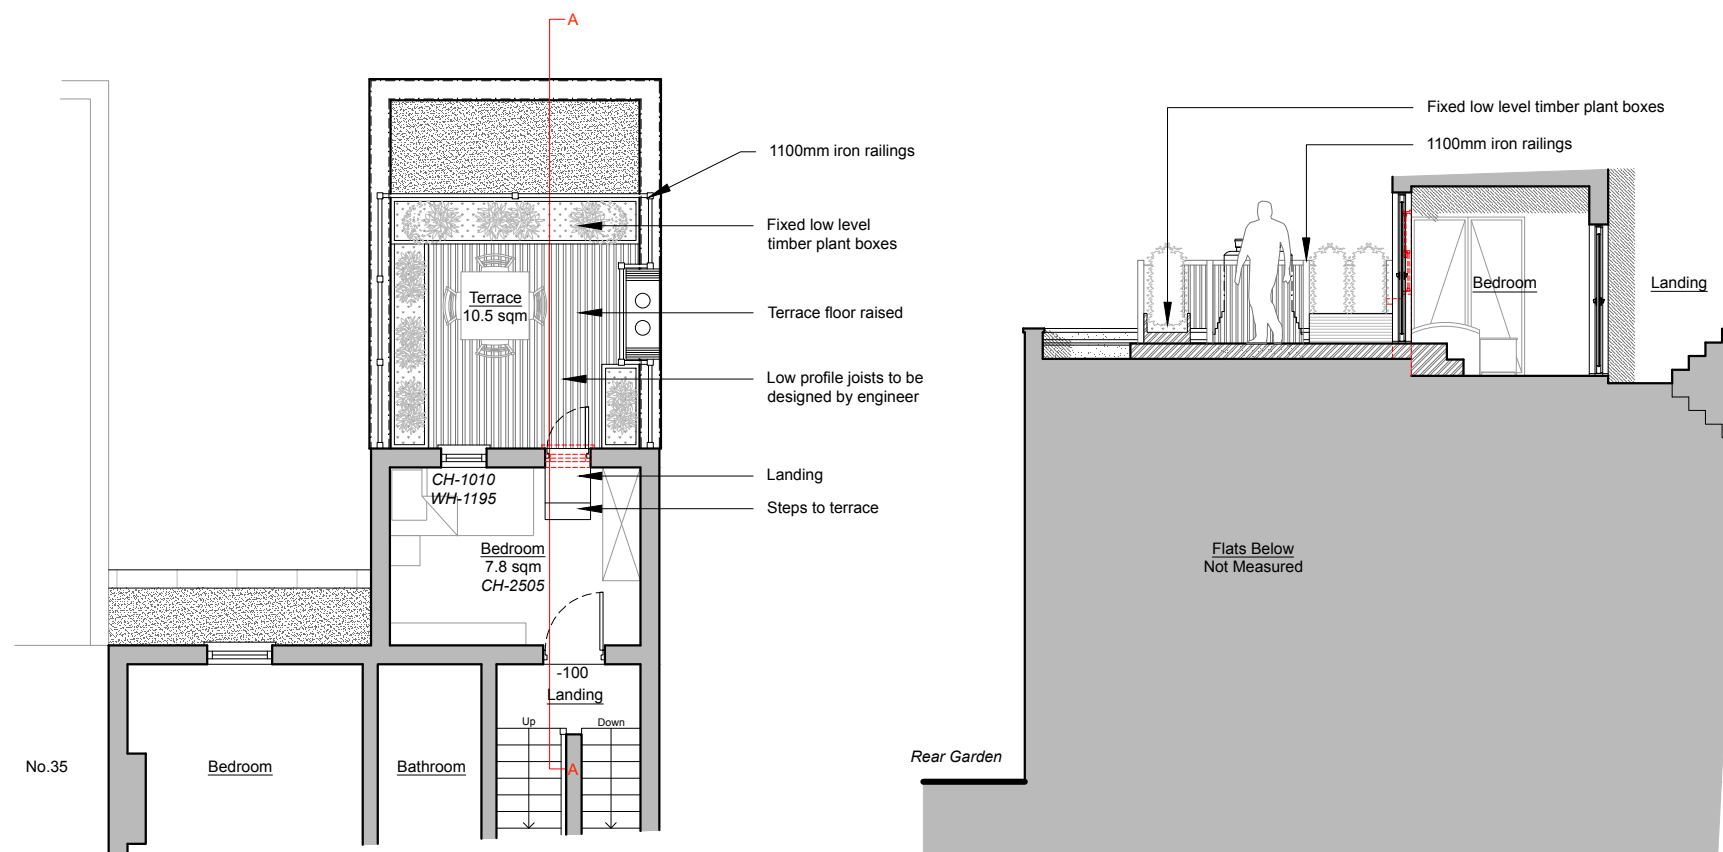 A
1100mm iron railings
Fixed low level
timber plant boxes
Terrace
10.5 sqm
Terrace floor raised
Low profile joists to be
designed by engineer
CH-1010
WH-1195
Landing
Steps to terrace
Bedroom
7.8 sqm
CH-2505
-100
Landing
Up
Down
A
No.35
Bedroom
Bathroom
Fixed low level timber plant boxes
1100mm iron railings
Bedroom
Landing
Flats Below
Not Measured
Rear Garden